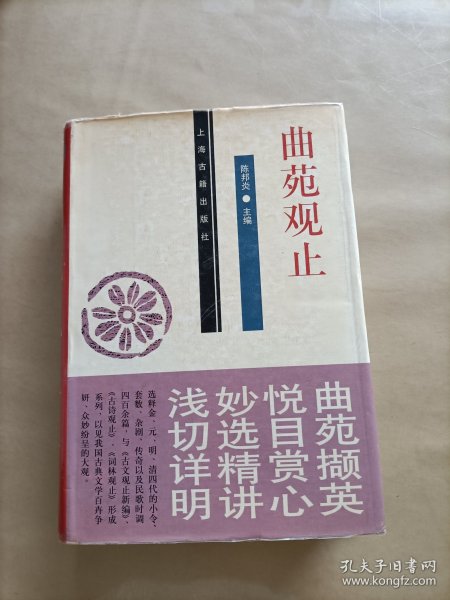 曲苑观止
陈邦炎●主编
上海古籍出版社
曲苑撷英
悦目赏心
妙选精讲
浅切详明
选释金、元、明、清四代的小令、
套数、杂剧、传奇以及民歌时调
四百余篇,与《古文观止新编》、
《古诗观止》、《词林观止》形成
系列,以见我国古典文学百卉争
妍、众妙纷呈的大观。
孔夫子旧书网
www.kongfz.com